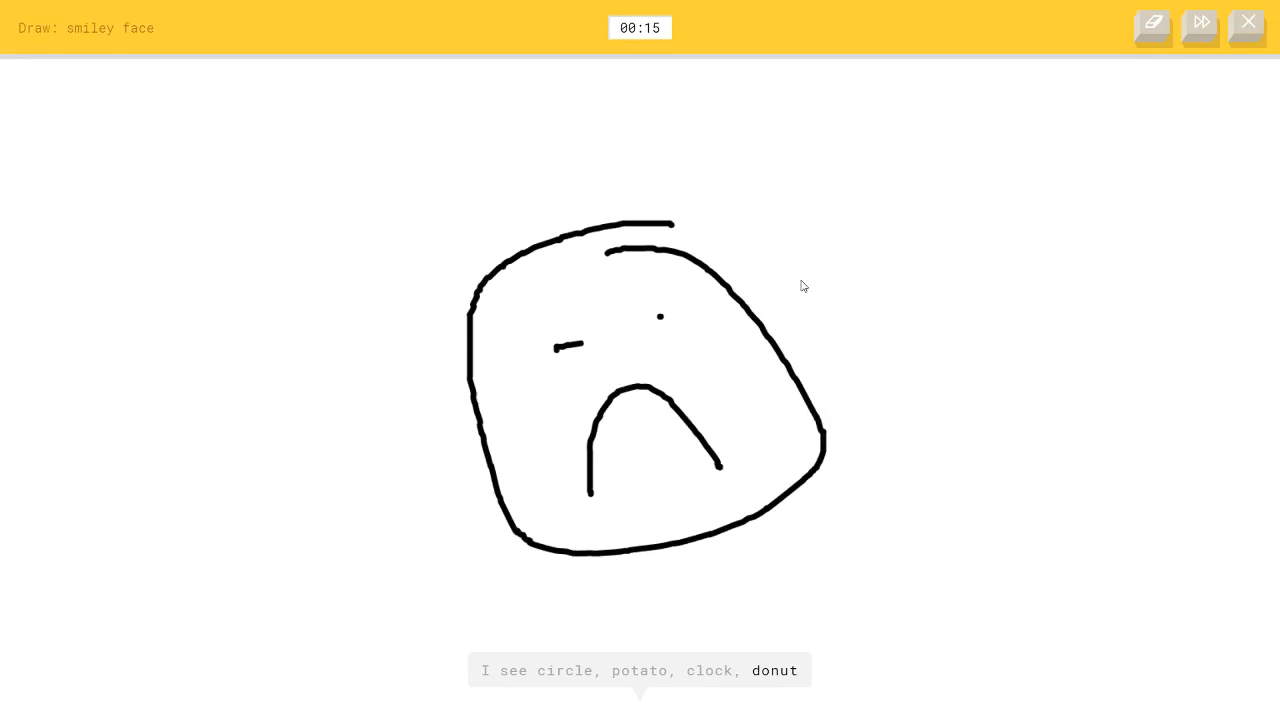 Draw: smiley face
00:15
I see circle, potato, clock, donut